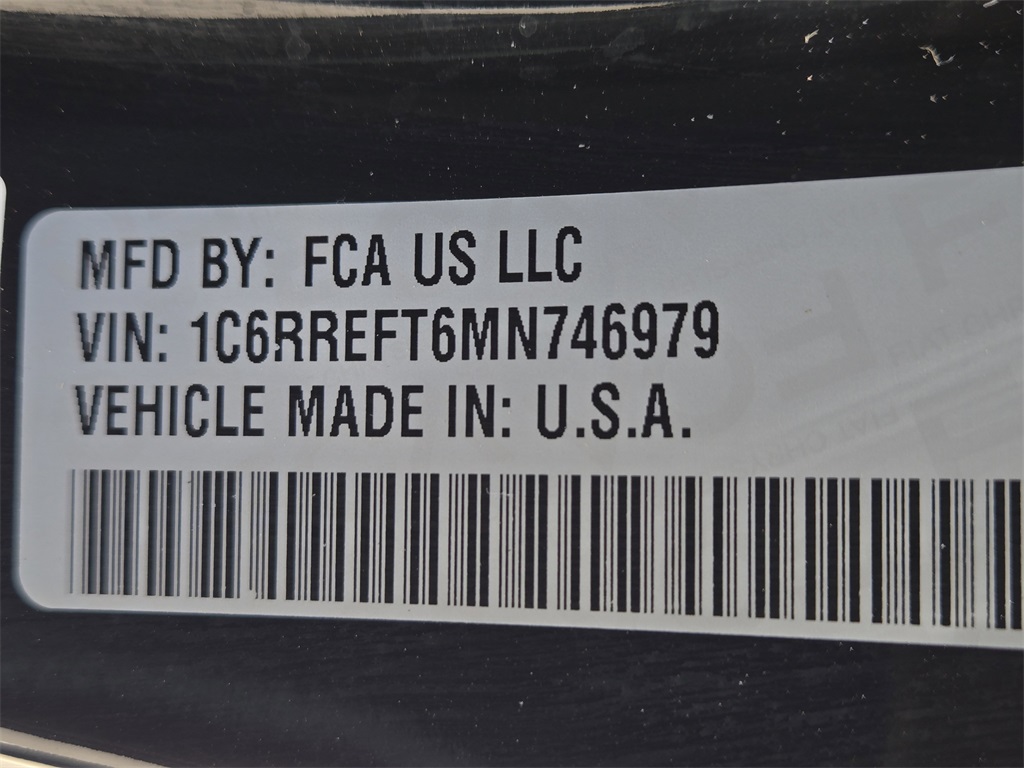 MFD BY: FCA US LLC
VIN: 1C6RREFT6MN746979
VEHICLE MADE IN: U.S.A.